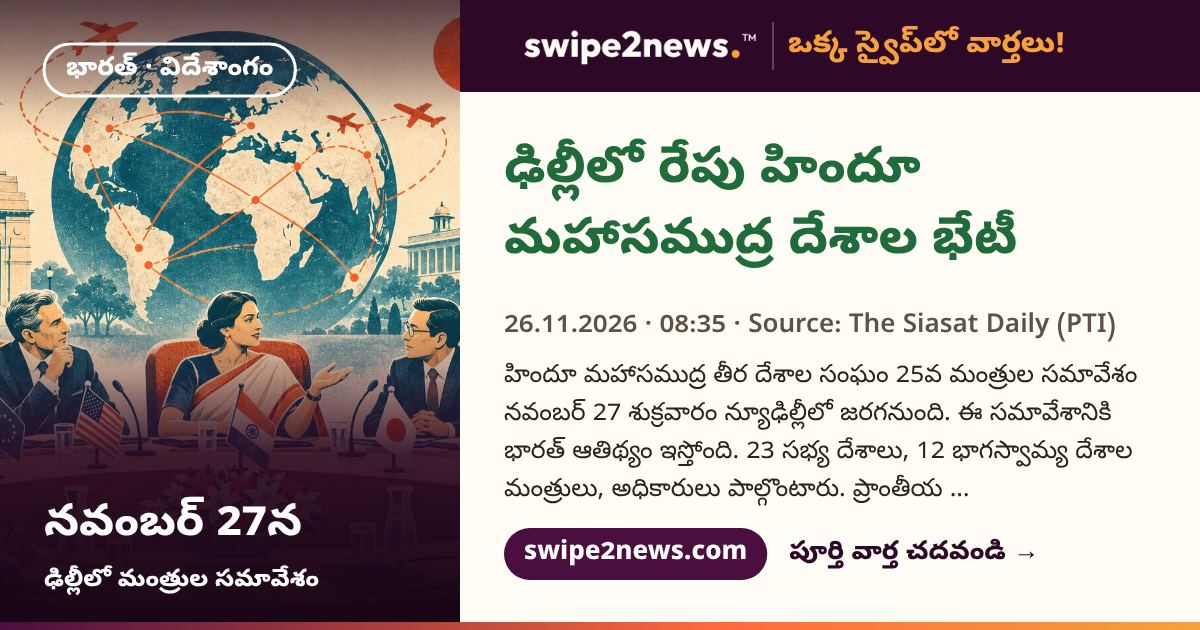 భారత్ · విదేశాంగం
నవంబర్ 27న
ఢిల్లీలో మంత్రుల సమావేశం
swipe2news.™
ఒక్క స్వైప్‌లో వార్తలు!
ఢిల్లీలో రేపు హిందూ
మహాసముద్ర దేశాల భేటీ
26.11.2026 · 08:35 · Source: The Siasat Daily (PTI)
హిందూ మహాసముద్ర తీర దేశాల సంఘం 25వ మంత్రుల సమావేశం
నవంబర్ 27 శుక్రవారం న్యూఢిల్లీలో జరగనుంది. ఈ సమావేశానికి
భారత్ ఆతిథ్యం ఇస్తోంది. 23 సభ్య దేశాలు, 12 భాగస్వామ్య దేశాల
మంత్రులు, అధికారులు పాల్గొంటారు. ప్రాంతీయ ...
swipe2news.com
పూర్తి వార్త చదవండి →